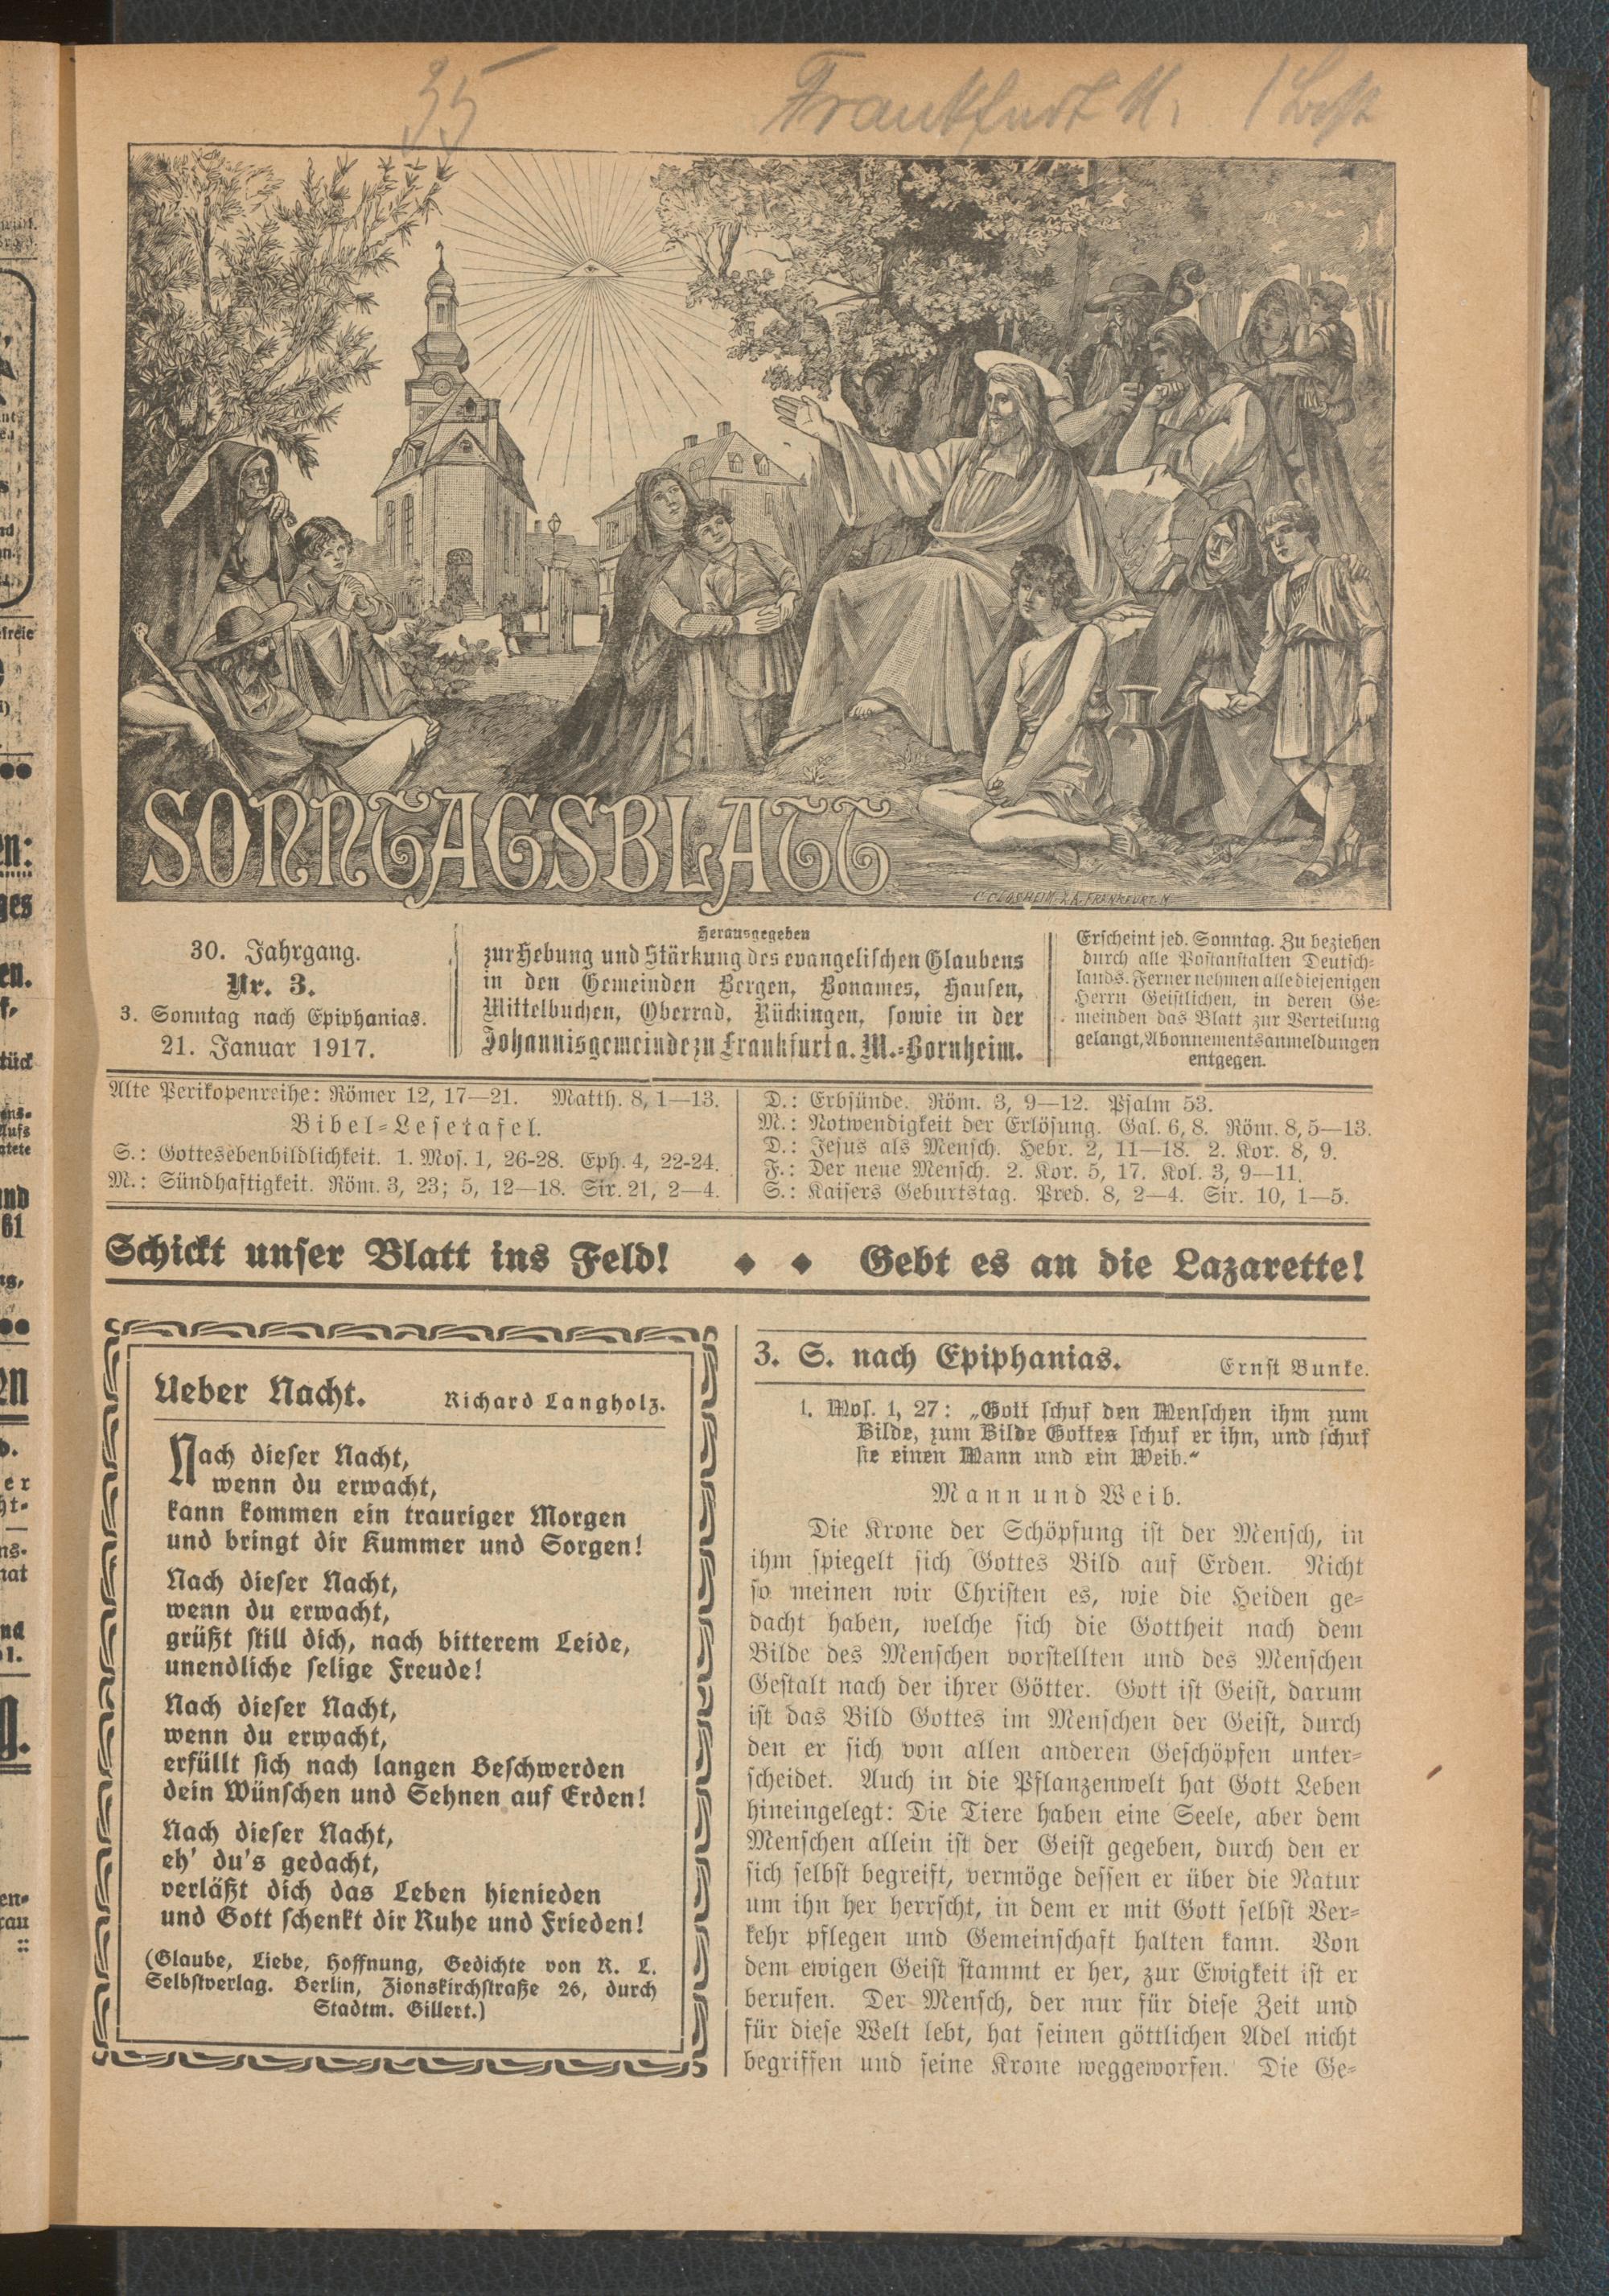 35
Frankfurt M.
SONNTAGSBLATT
30. Jahrgang.
Nr. 3.
3. Sonntag nach Epiphanias.
21. Januar 1917.
Herausgegeben
zur Hebung und Stärkung des evangelischen Glaubens
in den Gemeinden Bergen, Bonames, Hausen,
Mittelbuchen, Oberrad, Rückingen, sowie in der
Johannisgemeinde zu Frankfurt a. M.-Bornheim.
Erscheint jed. Sonntag. Zu beziehen
durch alle Postanstalten Deutsch-
lands. Ferner nehmen alle diejenigen
Herrn Geistlichen, in deren Ge-
meinden das Blatt zur Verteilung
gelangt, Abonnementsanmeldungen
entgegen.
Alte Perikopenreihe: Römer 12, 17—21. Matth. 8, 1—13.
Bibel-Lesetafel.
S.: Gottesebenbildlichkeit. 1. Mos. 1, 26-28. Eph. 4, 22-24.
M.: Sündhaftigkeit. Röm. 3, 23; 5, 12—18. Sir. 21, 2—4.
D.: Erbsünde. Röm. 3, 9—12. Psalm 53.
M.: Notwendigkeit der Erlösung. Gal. 6, 8. Röm. 8, 5—13.
D.: Jesus als Mensch. Hebr. 2, 11—18. 2. Kor. 8, 9.
F.: Der neue Mensch. 2. Kor. 5, 17. Kol. 3, 9—11.
S.: Kaisers Geburtstag. Pred. 8, 2—4. Sir. 10, 1—5.
Schickt unser Blatt ins Feld! ◆ ◆ Gebt es an die Lazarette!
Ueber Nacht. Richard Langholz.
Nach dieser Nacht,
wenn du erwacht,
kann kommen ein trauriger Morgen
und bringt dir Kummer und Sorgen!
Nach dieser Nacht,
wenn du erwacht,
grüßt still dich, nach bitterem Leide,
unendliche selige Freude!
Nach dieser Nacht,
wenn du erwacht,
erfüllt sich nach langen Beschwerden
dein Wünschen und Sehnen auf Erden!
Nach dieser Nacht,
eh' du's gedacht,
verläßt dich das Leben hienieden
und Gott schenkt dir Ruhe und Frieden!
(Glaube, Liebe, Hoffnung, Gedichte von R. L.
Selbstverlag. Berlin, Zionskirchstraße 26, durch
Stadtm. Gillert.)
3. S. nach Epiphanias. Ernst Bunke.
1. Mos. 1, 27: „Gott schuf den Menschen ihm zum
Bilde, zum Bilde Gottes schuf er ihn, und schuf
sie einen Mann und ein Weib.“
Mann und Weib.
Die Krone der Schöpfung ist der Mensch, in
ihm spiegelt sich Gottes Bild auf Erden. Nicht
so meinen wir Christen es, wie die Heiden ge-
dacht haben, welche sich die Gottheit nach dem
Bilde des Menschen vorstellten und des Menschen
Gestalt nach der ihrer Götter. Gott ist Geist, darum
ist das Bild Gottes im Menschen der Geist, durch
den er sich von allen anderen Geschöpfen unter-
scheidet. Auch in die Pflanzenwelt hat Gott Leben
hineingelegt: Die Tiere haben eine Seele, aber dem
Menschen allein ist der Geist gegeben, durch den er
sich selbst begreift, vermöge dessen er über die Natur
um ihn her herrscht, in dem er mit Gott selbst Ver-
kehr pflegen und Gemeinschaft halten kann. Von
dem ewigen Geist stammt er her, zur Ewigkeit ist er
berufen. Der Mensch, der nur für diese Zeit und
für diese Welt lebt, hat seinen göttlichen Adel nicht
begriffen und seine Krone weggeworfen. Die Ge-